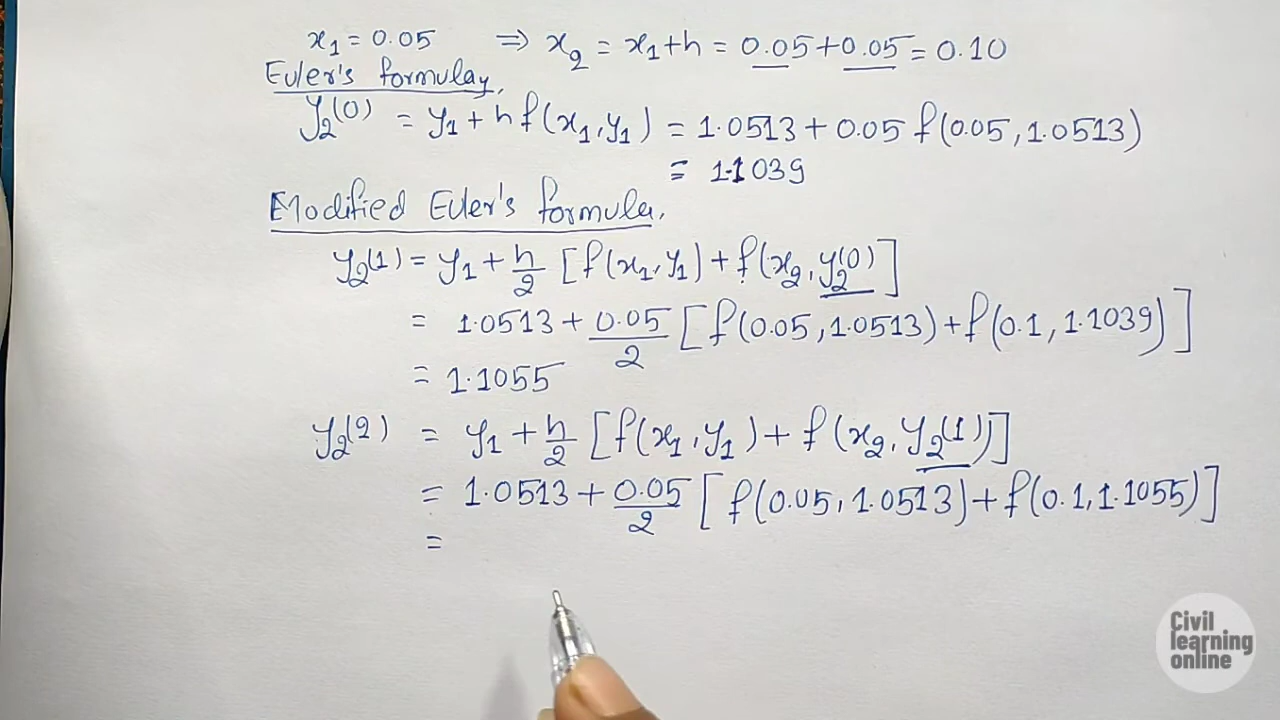 x₁ = 0.05 ⇒ x₂ = x₁+h = 0.05+0.05 = 0.10
Euler's formula,
y₂⁽⁰⁾ = y₁ + h f(x₁, y₁) = 1.0513 + 0.05 f(0.05, 1.0513)
= 1.1039
Modified Euler's formula,
y₂⁽¹⁾ = y₁ + h/2 [f(x₁, y₁) + f(x₂, y₂⁽⁰⁾)]
= 1.0513 + 0.05/2 [f(0.05, 1.0513) + f(0.1, 1.1039)]
= 1.1055
y₂⁽²⁾ = y₁ + h/2 [f(x₁, y₁) + f(x₂, y₂⁽¹⁾)]
= 1.0513 + 0.05/2 [f(0.05, 1.0513) + f(0.1, 1.1055)]
=
Civil
learning
online